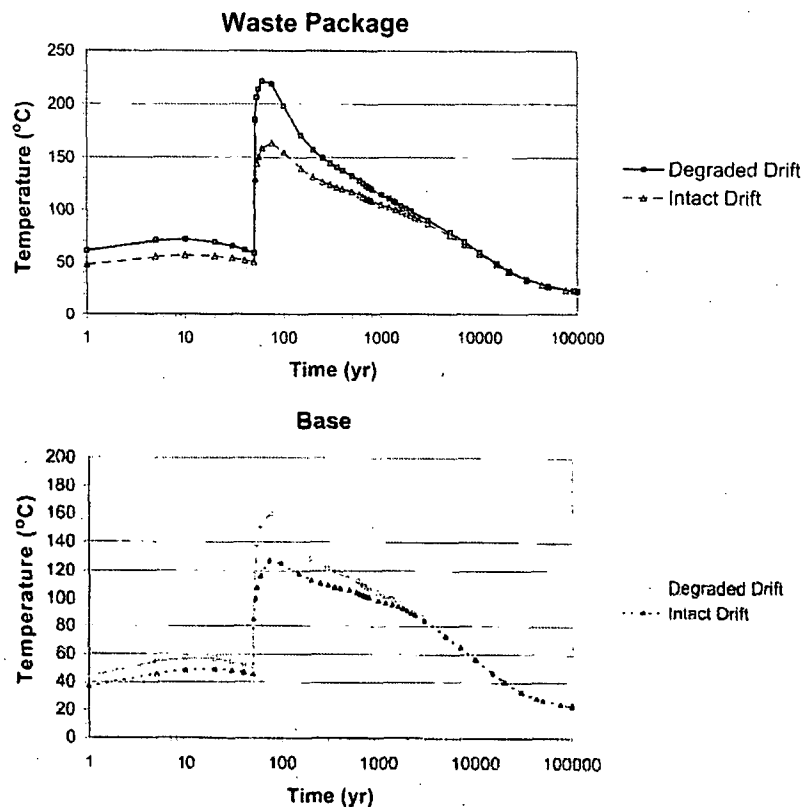 Waste Package
250
200
150
100
50
0
Temperature (°C)
1 10 100 1000 10000 100000
Time (yr)
Degraded Drift
Intact Drift
Base
200
180
160
140
120
100
80
60
40
20
0
Temperature (°C)
1 10 100 1000 10000 100000
Time (yr)
Degraded Drift
Intact Drift